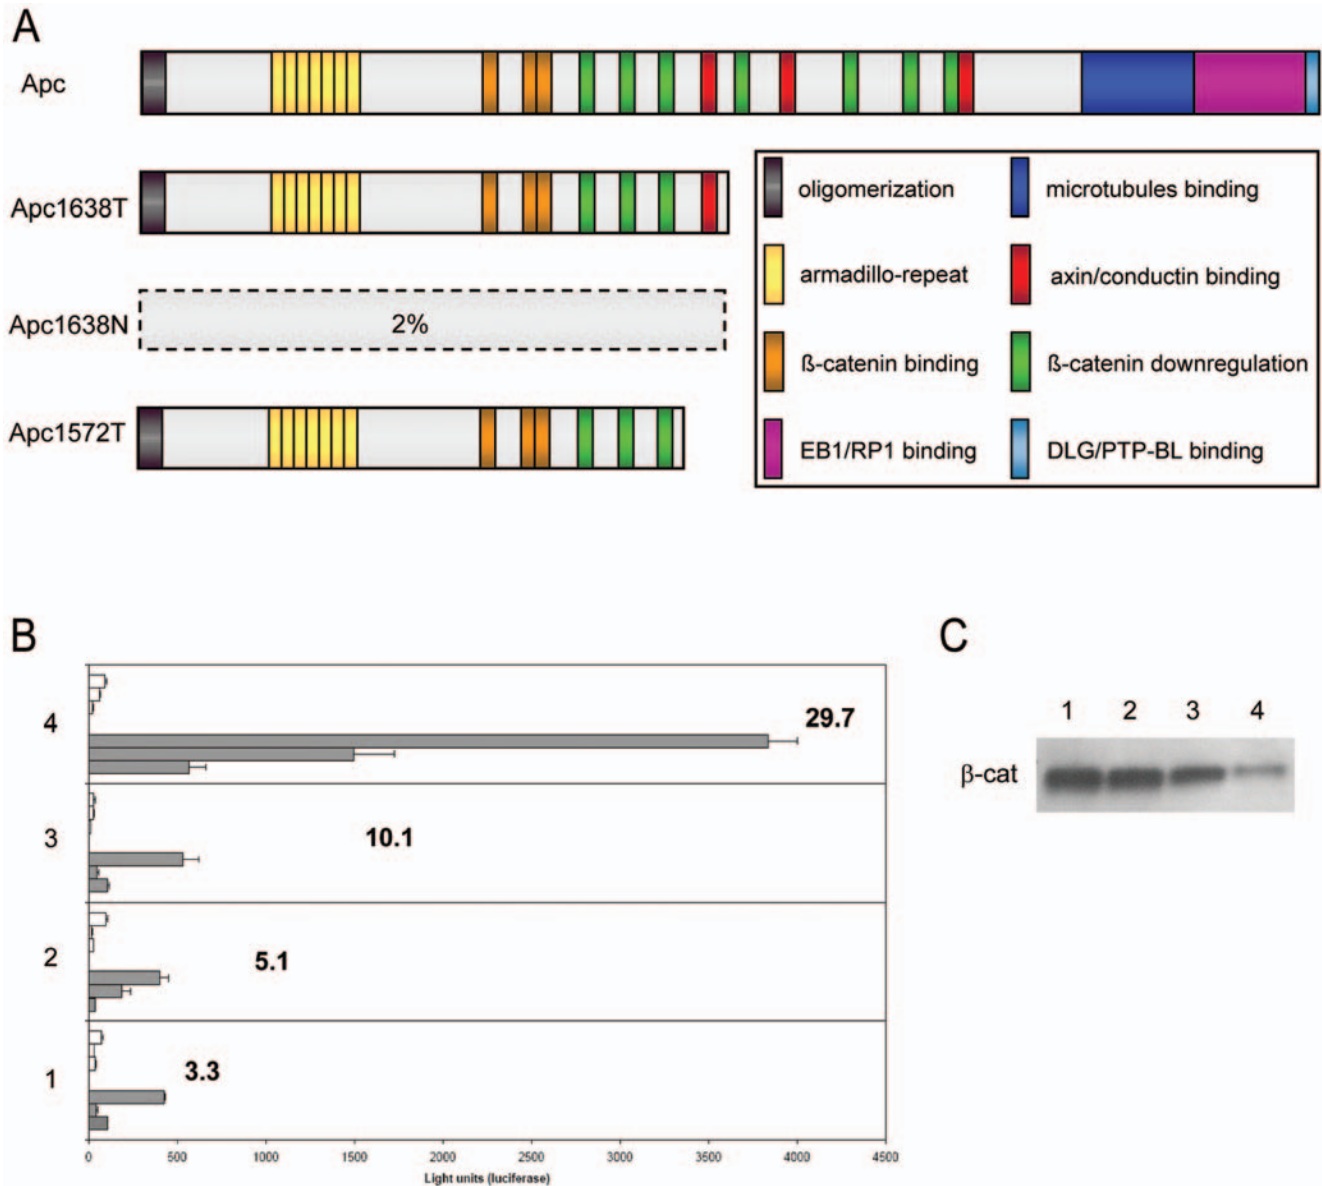 A
Apc
Apc1638T
Apc1638N
2%
Apc1572T
oligomerization
microtubules binding
armadillo-repeat
axin/conductin binding
ß-catenin binding
ß-catenin downregulation
EB1/RP1 binding
DLG/PTP-BL binding
B
4
29.7
3
10.1
2
5.1
1
3.3
0 500 1000 1500 2000 2500 3000 3500 4000 4500
Light units (luciferase)
C
1 2 3 4
β-cat